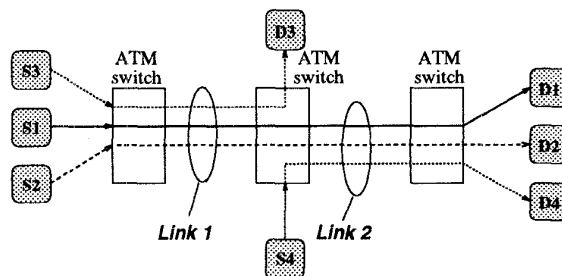 D3
ATM
switch
ATM
switch
ATM
switch
S3
D1
S1
D2
S2
D4
Link 1
S4
Link 2